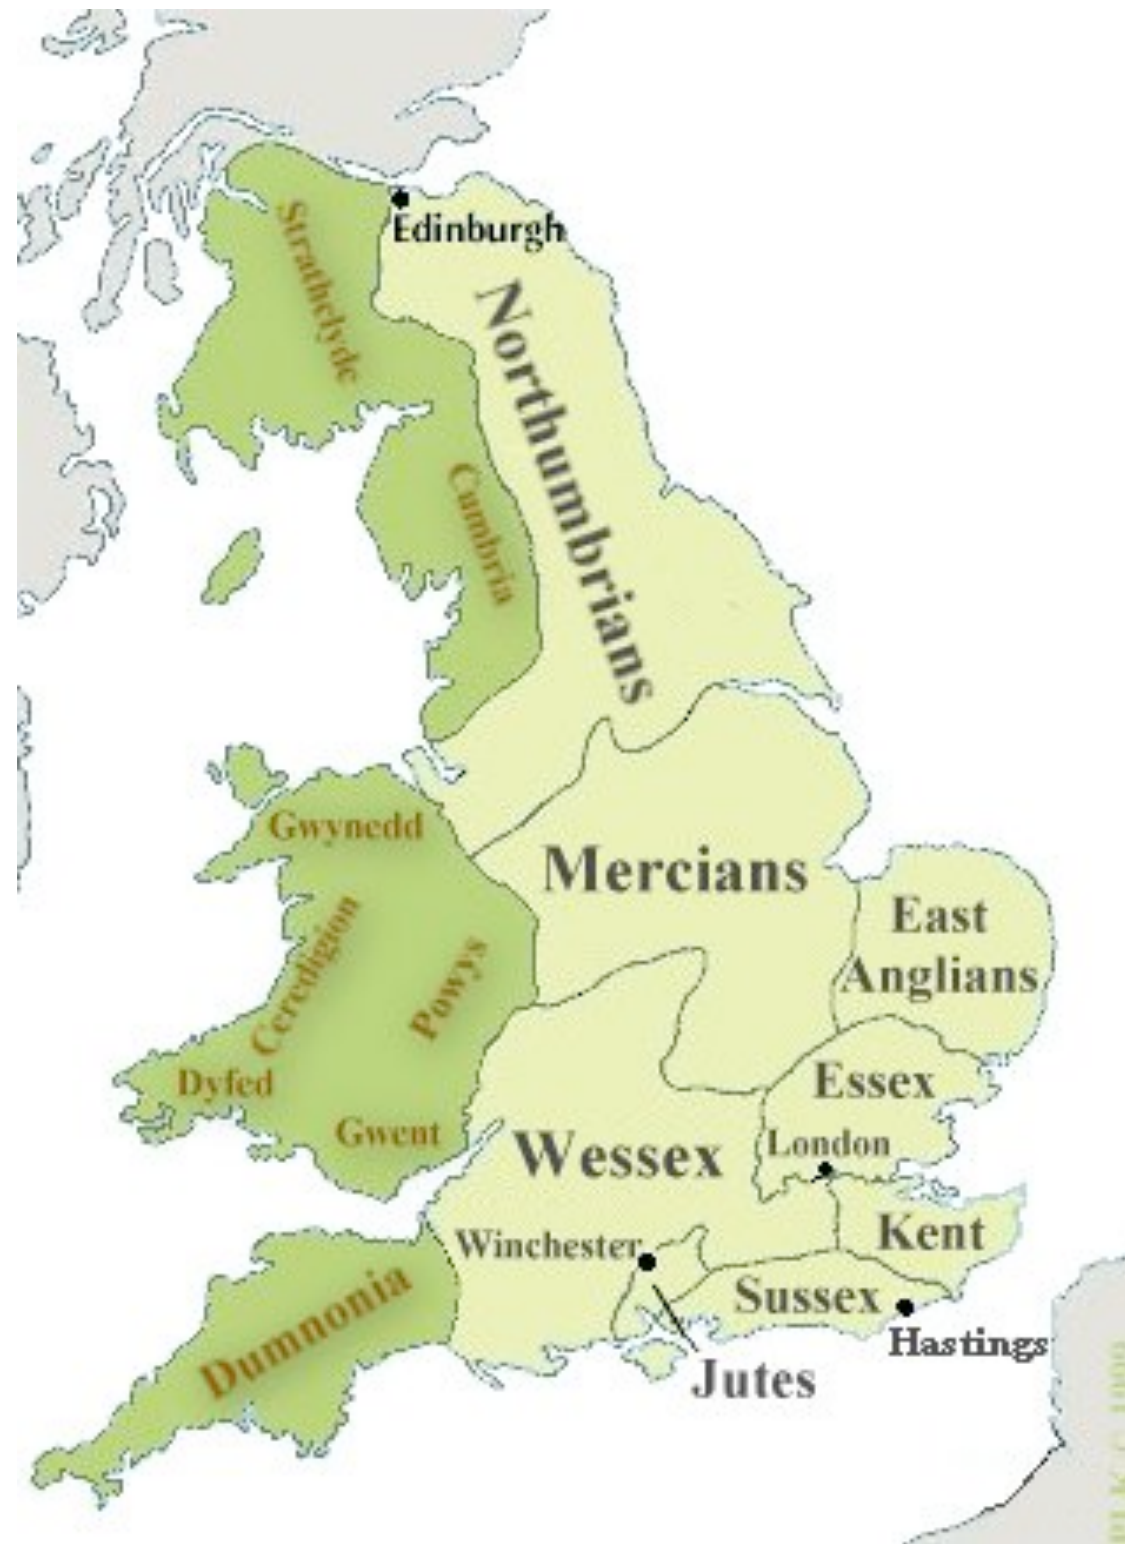 Edinburgh
Strathclyde
Northumbrians
Cumbria
Gwynedd
Mercians
East
Anglians
Ceredigion
Powys
Dyfed
Essex
Gwent
London
Wessex
Kent
Winchester
Sussex
Dumnonia
Hastings
Jutes